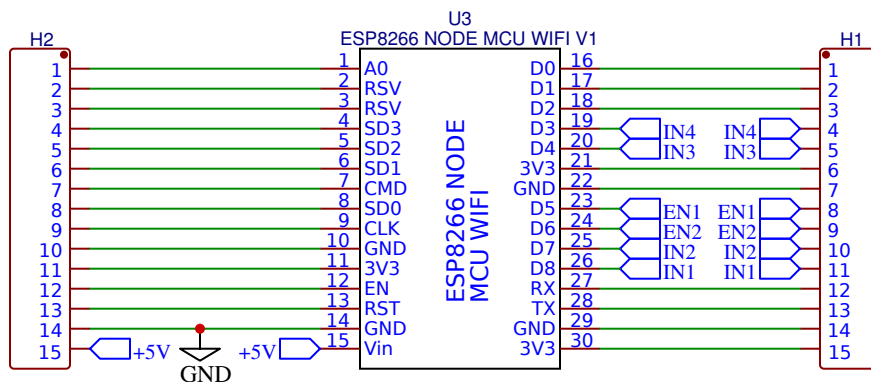 U3
H2 ESP8266 NODE MCU WIFI V1 H1
1 1 A0 D0 16 1
2 2 RSV D1 17 2
3 3 RSV D2 18 3
4 4 SD3 D3 19 IN4 IN4 4
5 5 SD2 D4 20 IN3 IN3 5
6 6 SD1 3V3 21 6
7 7 CMD GND 22 7
8 8 SD0 D5 23 EN1 EN1 8
9 9 CLK D6 24 EN2 EN2 9
10 10 GND D7 25 IN2 IN2 10
11 11 3V3 D8 26 IN1 IN1 11
12 12 EN RX 27 12
13 13 RST TX 28 13
14 14 GND GND 29 14
15 +5V +5V 15 Vin 3V3 30 15
GND
ESP8266 NODE
MCU WIFI